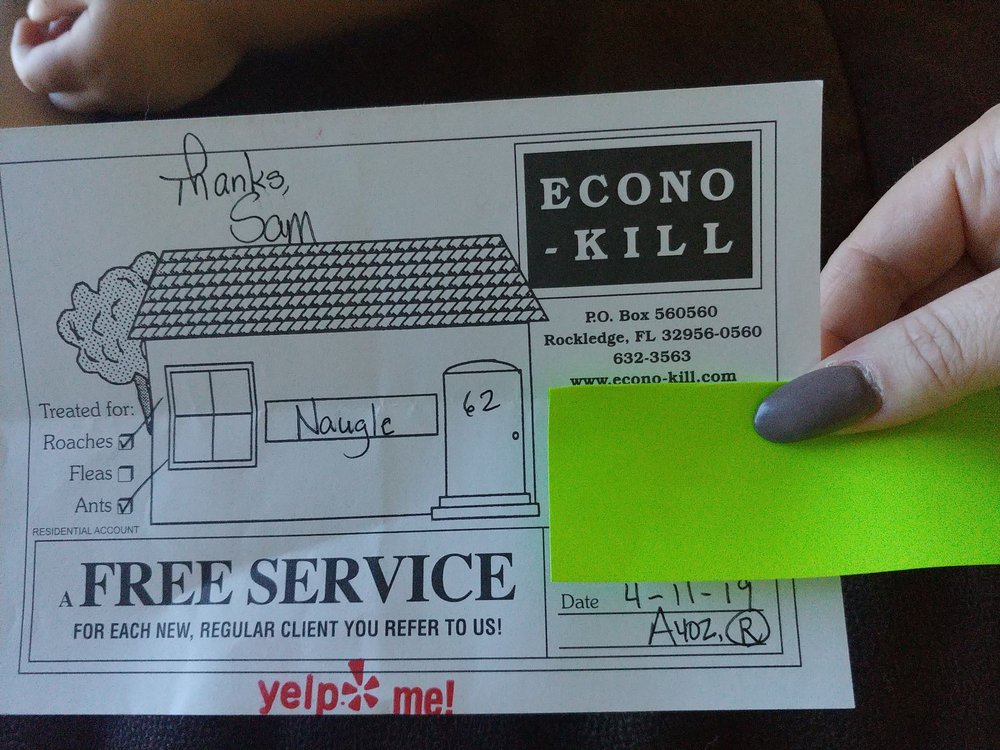 Thanks,
Sam
ECONO
-KILL
P.O. Box 560560
Rockledge, FL 32956-0560
632-3563
www.econo-kill.com
Treated for:
Roaches
Fleas
Ants
Naugle
62
RESIDENTIAL ACCOUNT
A FREE SERVICE
FOR EACH NEW, REGULAR CLIENT YOU REFER TO US!
Date 4-11-19
A4oz, R
yelp me!